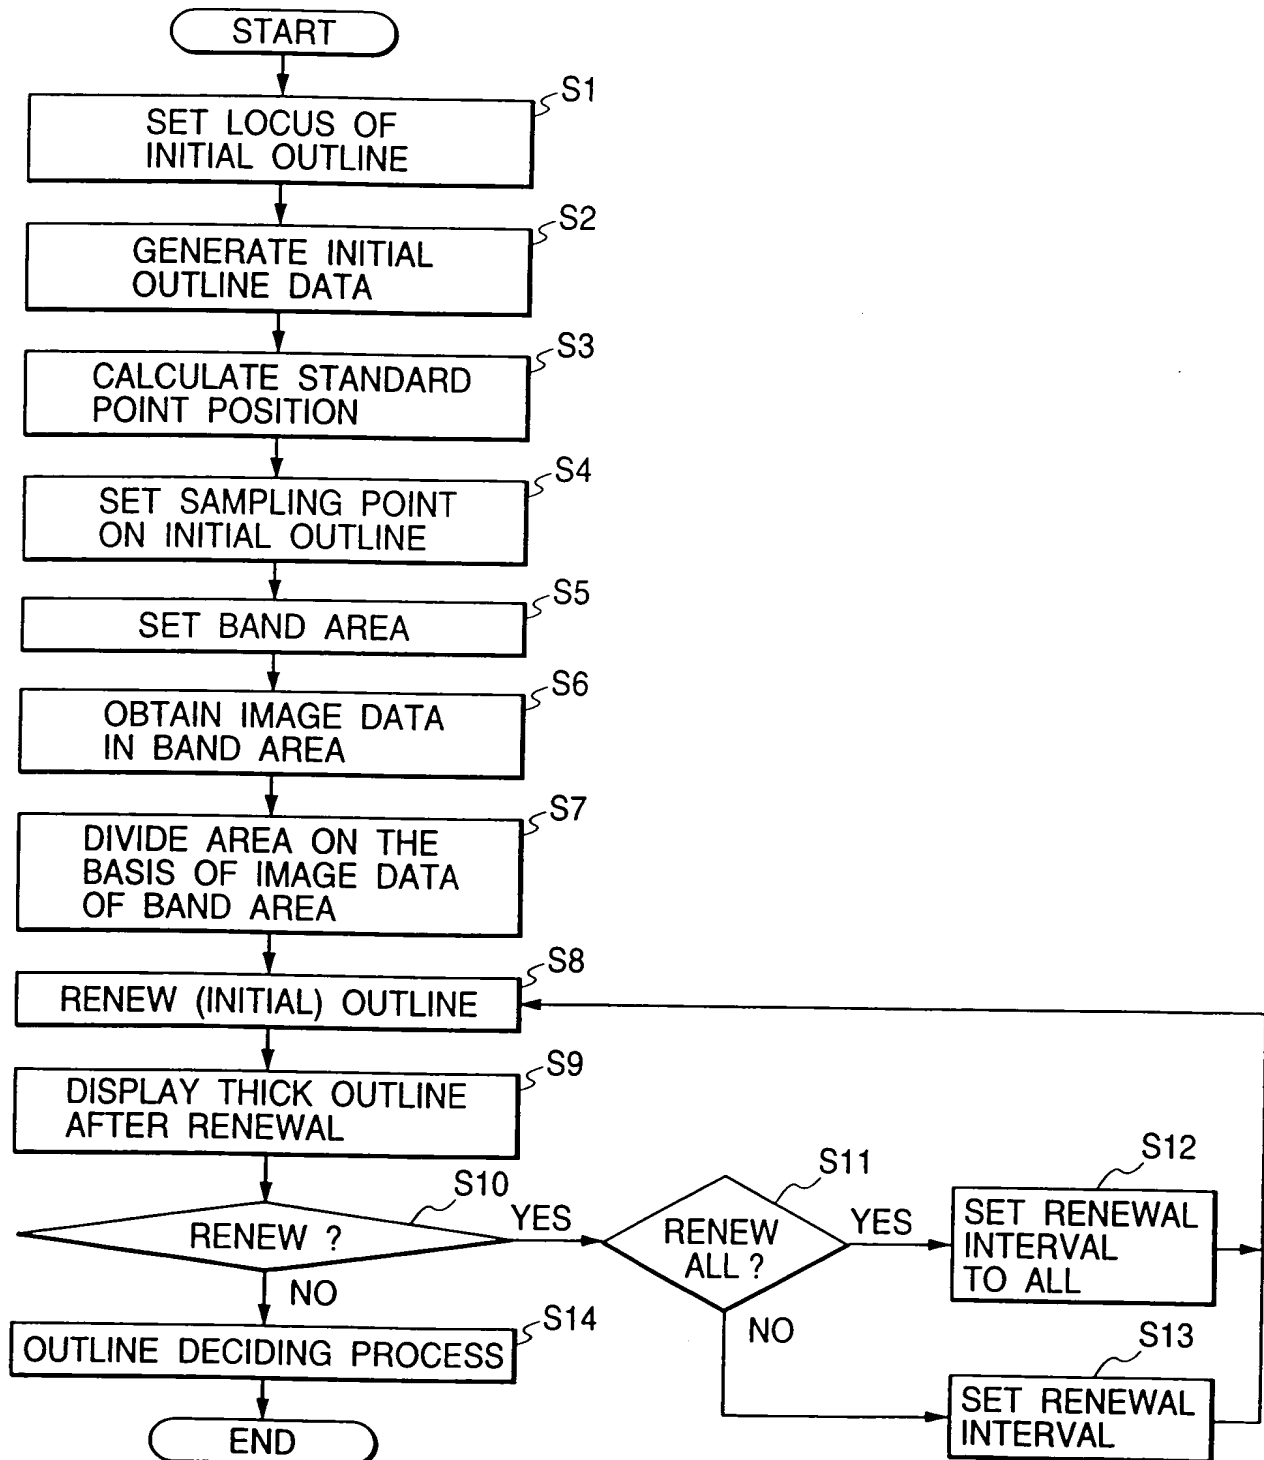 START
S1
SET LOCUS OF
INITIAL OUTLINE
S2
GENERATE INITIAL
OUTLINE DATA
S3
CALCULATE STANDARD
POINT POSITION
S4
SET SAMPLING POINT
ON INITIAL OUTLINE
S5
SET BAND AREA
S6
OBTAIN IMAGE DATA
IN BAND AREA
S7
DIVIDE AREA ON THE
BASIS OF IMAGE DATA
OF BAND AREA
S8
RENEW (INITIAL) OUTLINE
S9
DISPLAY THICK OUTLINE
AFTER RENEWAL
S10
RENEW ?
YES
NO
S11
RENEW
ALL ?
YES
NO
S12
SET RENEWAL
INTERVAL
TO ALL
S13
SET RENEWAL
INTERVAL
S14
OUTLINE DECIDING PROCESS
END